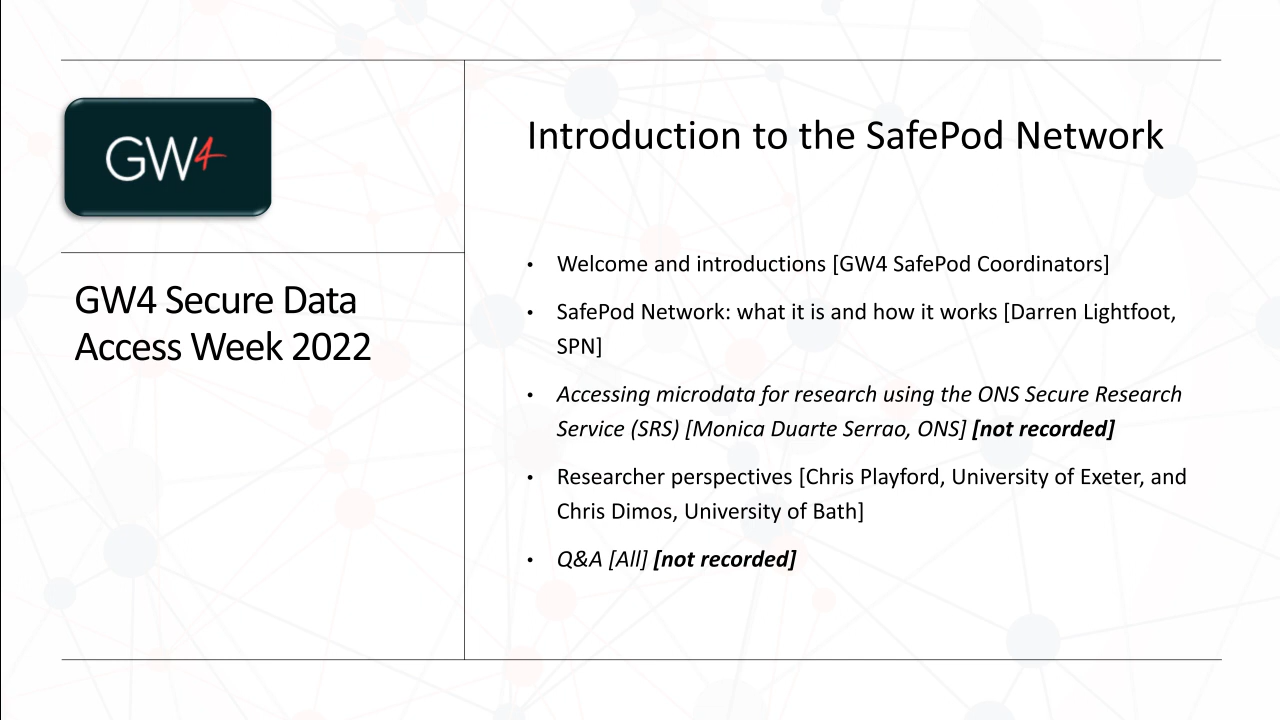 GW4
GW4 Secure Data
Access Week 2022
Introduction to the SafePod Network
• Welcome and introductions [GW4 SafePod Coordinators]
• SafePod Network: what it is and how it works [Darren Lightfoot,
SPN]
• Accessing microdata for research using the ONS Secure Research
Service (SRS) [Monica Duarte Serrao, ONS] [not recorded]
• Researcher perspectives [Chris Playford, University of Exeter, and
Chris Dimos, University of Bath]
• Q&A [All] [not recorded]